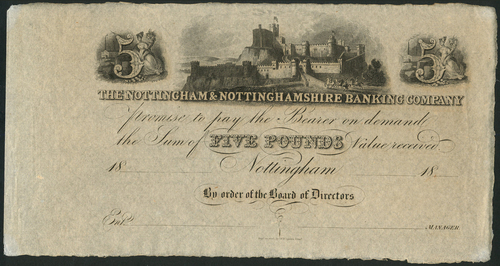 5 5
THE NOTTINGHAM & NOTTINGHAMSHIRE BANKING COMPANY
promise to pay the Bearer on demand
the Sum of FIVE POUNDS Value received
18 Nottingham 18
By order of the Board of Directors
Entd. MANAGER